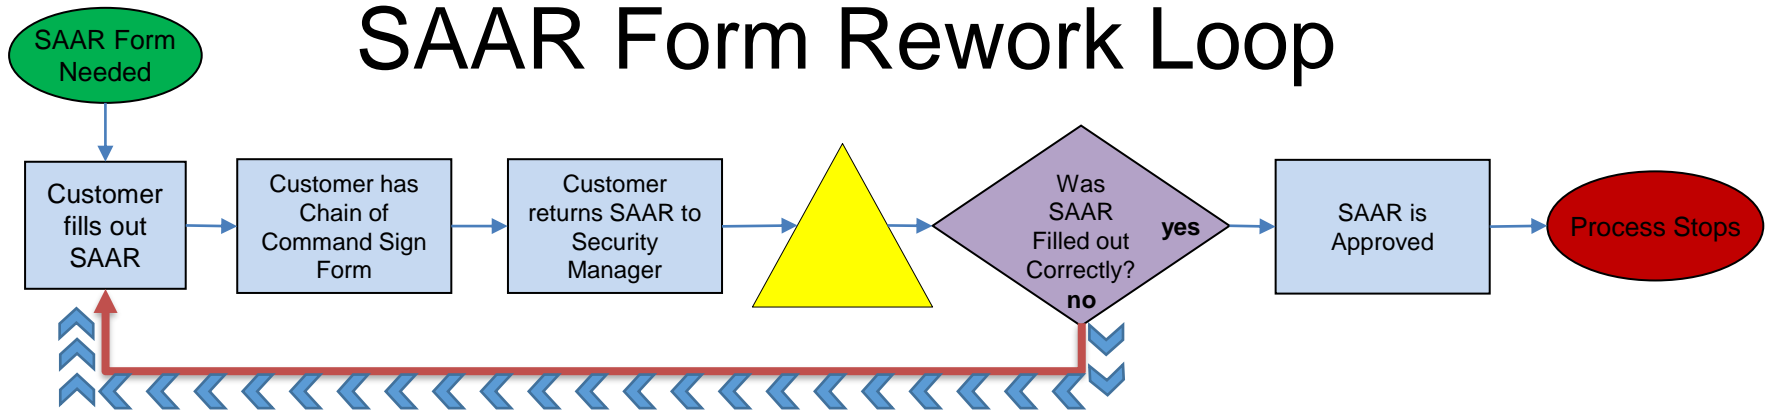 SAAR Form Rework Loop
SAAR Form
Needed
Customer
fills out
SAAR
Customer has
Chain of
Command Sign
Form
Customer
returns SAAR to
Security
Manager
Was
SAAR
Filled out
Correctly?
no
yes
SAAR is
Approved
Process Stops